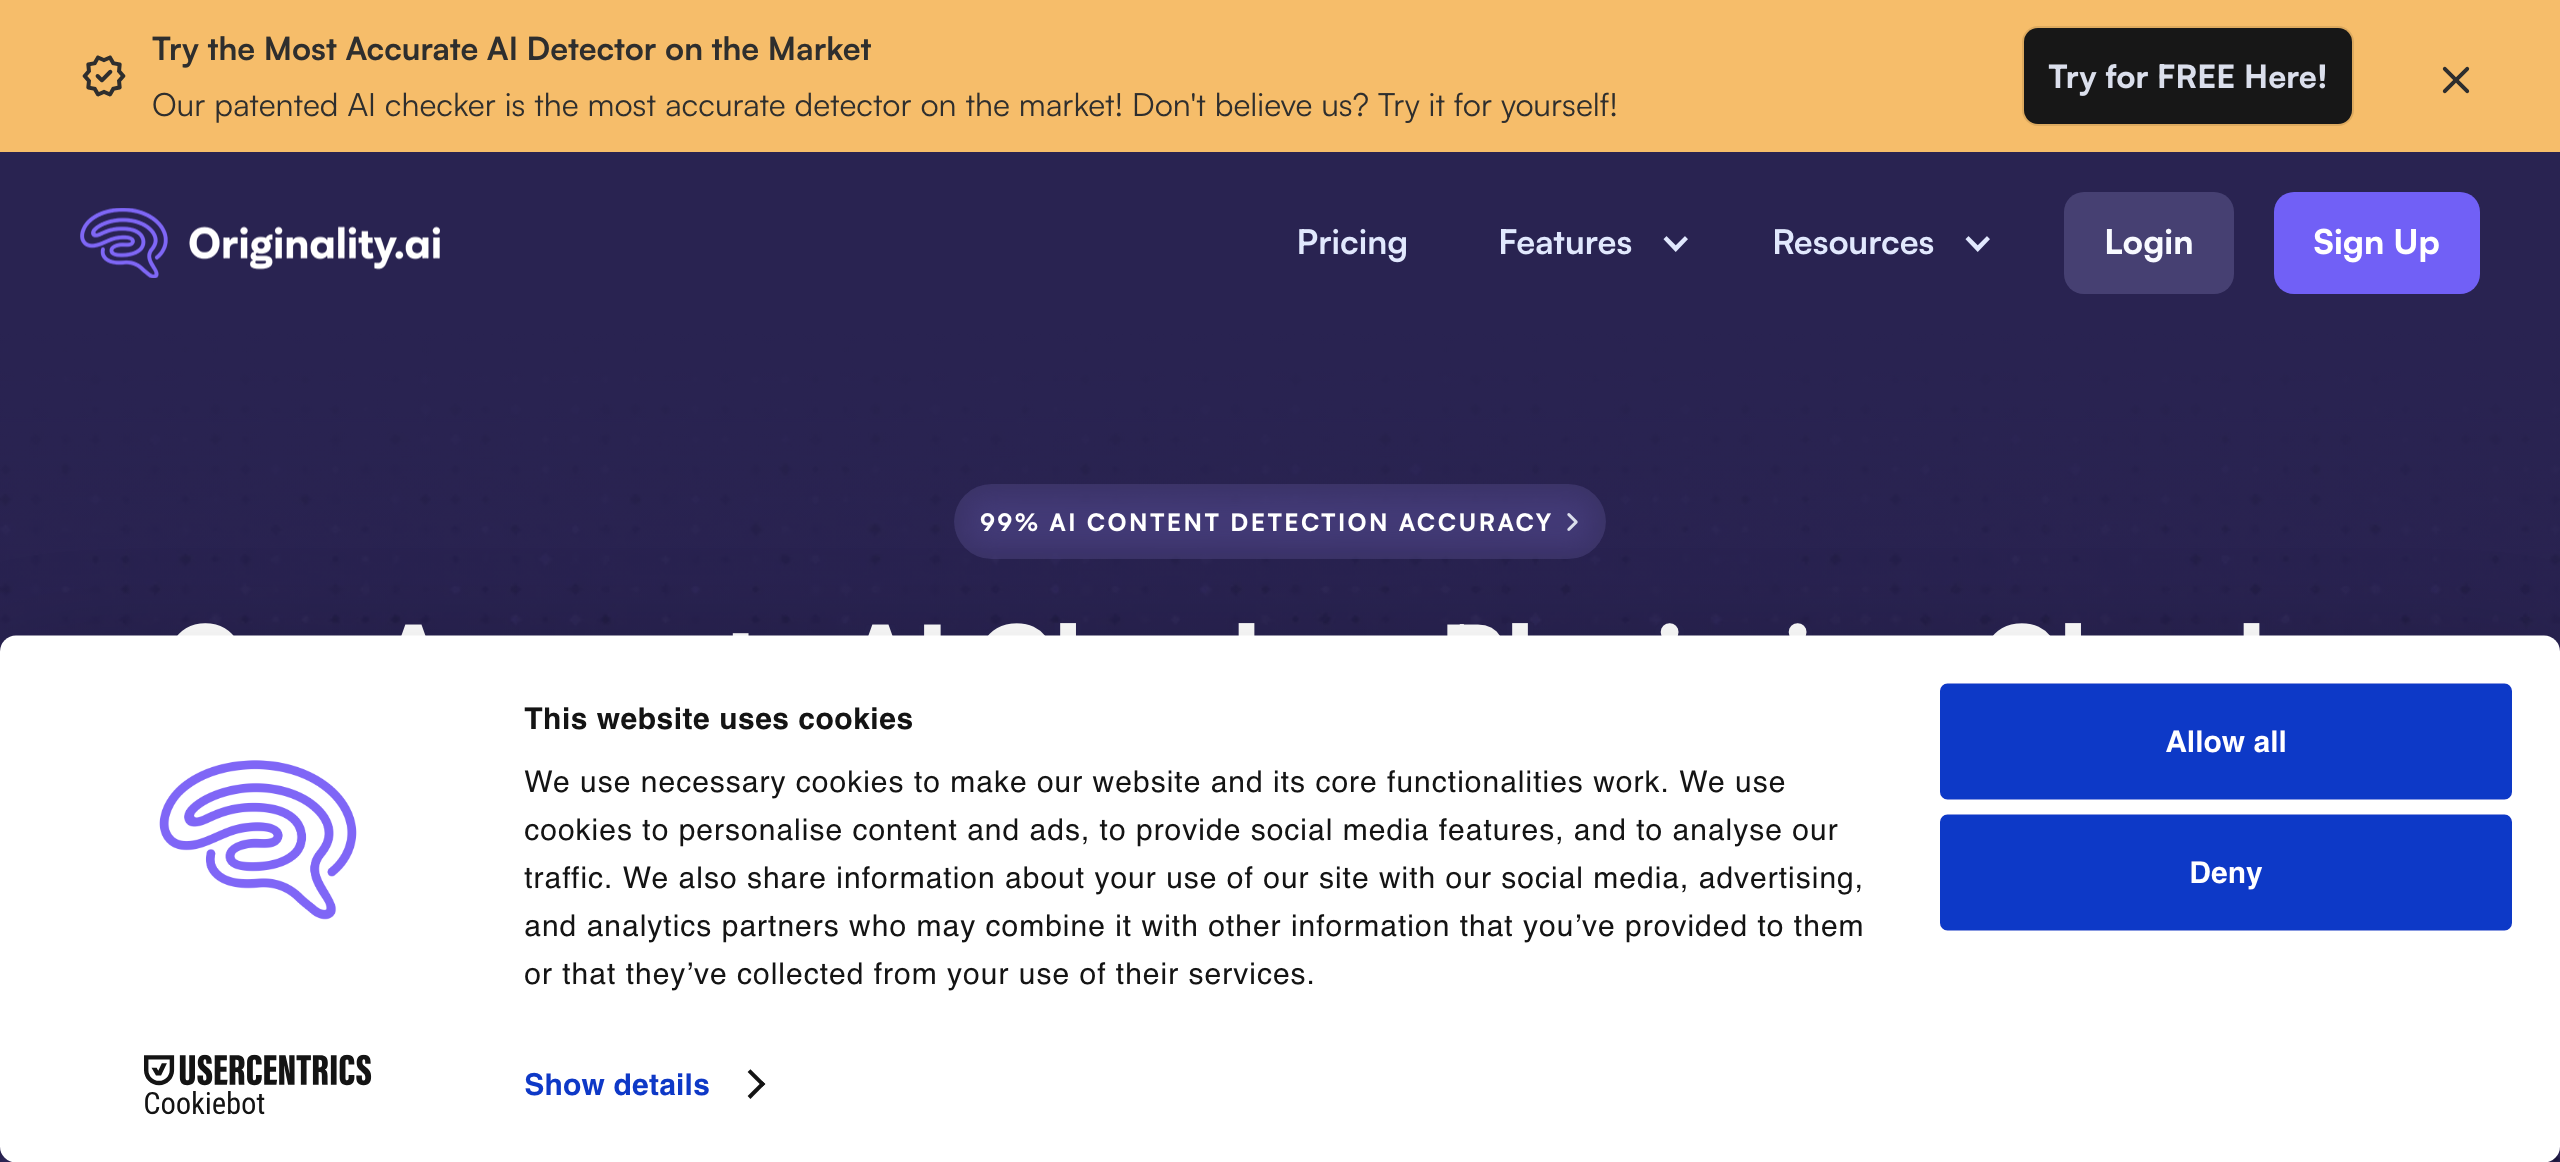 Try the Most Accurate AI Detector on the Market
Our patented AI checker is the most accurate detector on the market! Don't believe us? Try it for yourself!
Try for FREE Here!
Originality.ai
Pricing
Features
Resources
Login
Sign Up
99% AI CONTENT DETECTION ACCURACY
This website uses cookies
We use necessary cookies to make our website and its core functionalities work. We use
cookies to personalise content and ads, to provide social media features, and to analyse our
traffic. We also share information about your use of our site with our social media, advertising,
and analytics partners who may combine it with other information that you’ve provided to them
or that they’ve collected from your use of their services.
Allow all
Deny
Show details
USERCENTRICS
Cookiebot